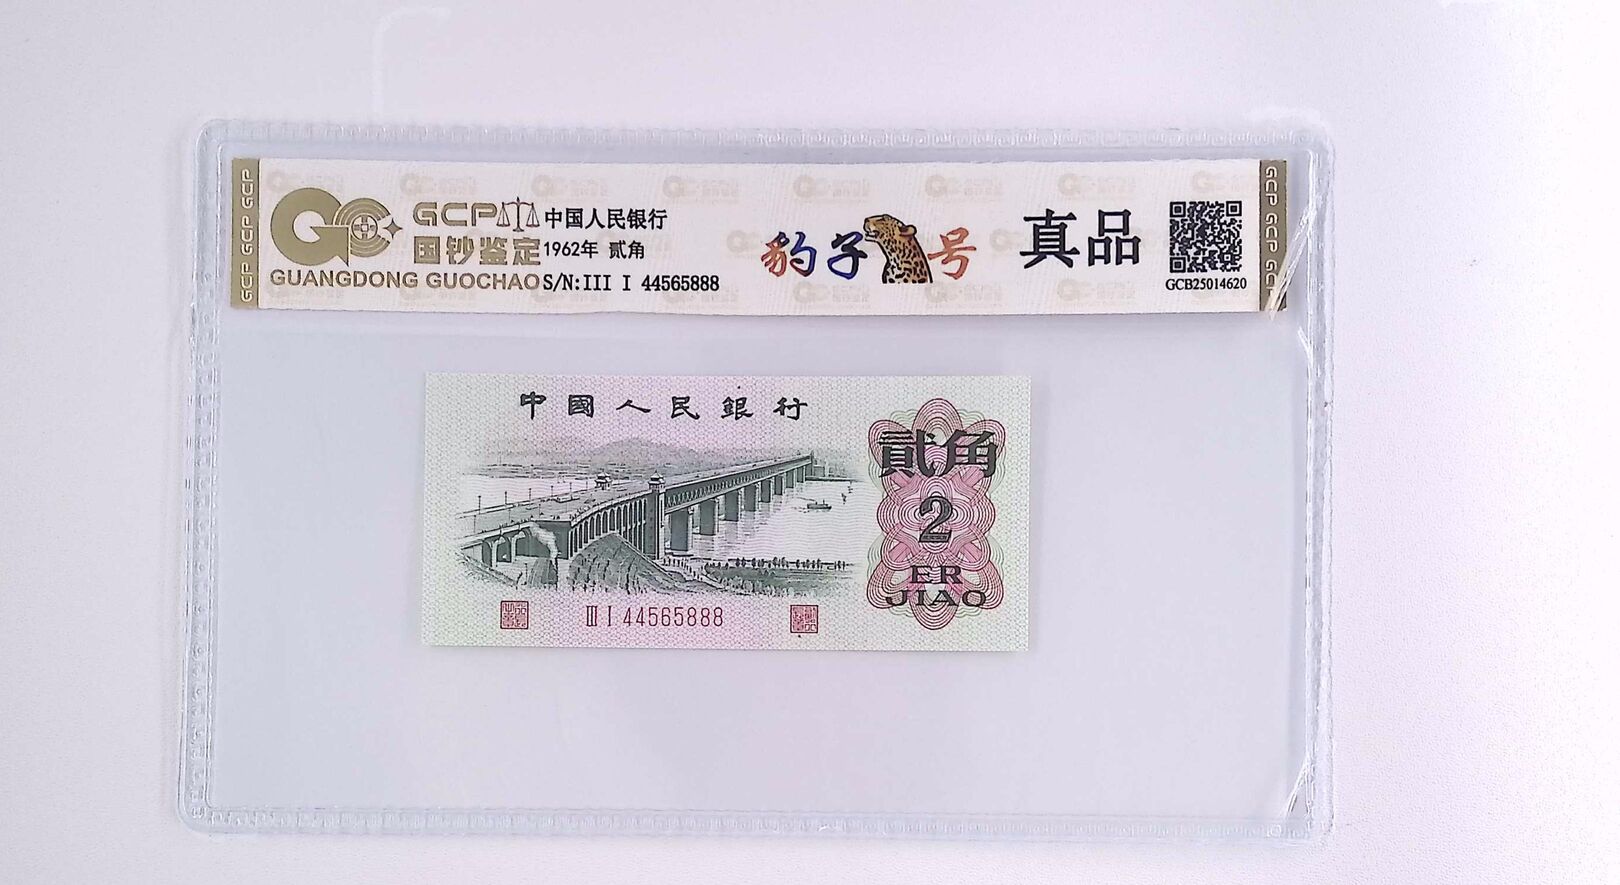 GCP GCP GCP
GCP 中国人民银行
国钞鉴定 1962年 贰角
GUANGDONG GUOCHAO S/N:III I 44565888
豹子号
真品
GCB25014620
GCP GCP GC
中國人民銀行
貳角
2
ER
JIAO
III I 44565888